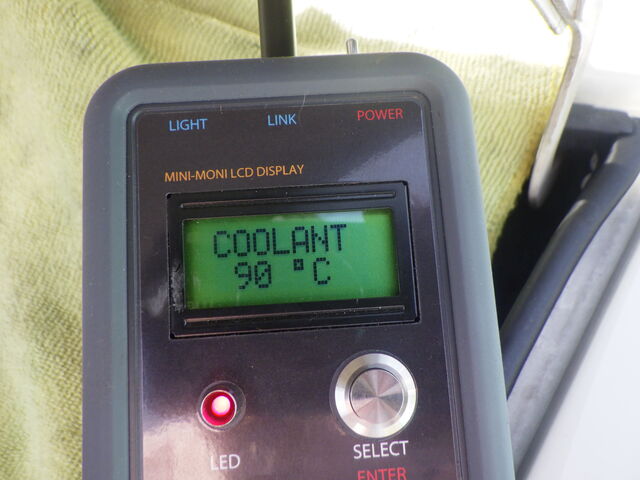 LIGHT LINK POWER
MINI-MONI LCD DISPLAY
COOLANT
90 °C
LED
SELECT
ENTER